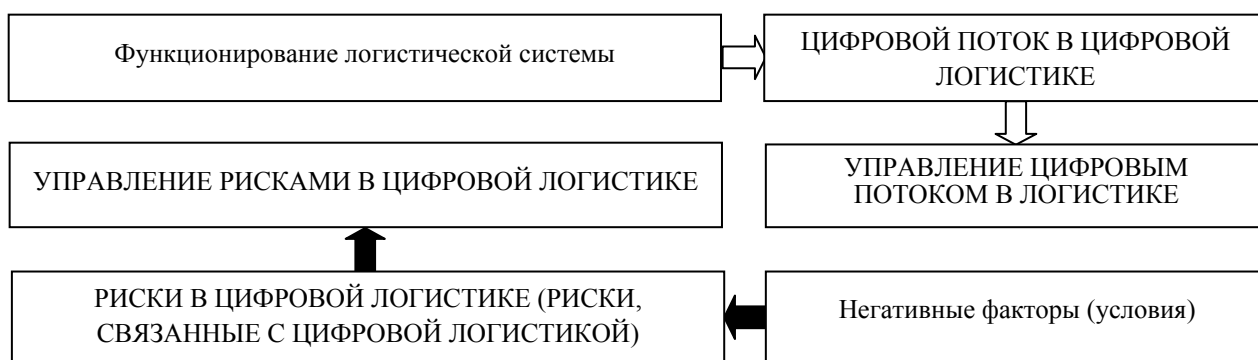 Функционирование логистической системы
ЦИФРОВОЙ ПОТОК В ЦИФРОВОЙ
ЛОГИСТИКЕ
УПРАВЛЕНИЕ РИСКАМИ В ЦИФРОВОЙ ЛОГИСТИКЕ
УПРАВЛЕНИЕ ЦИФРОВЫМ
ПОТОКОМ В ЛОГИСТИКЕ
РИСКИ В ЦИФРОВОЙ ЛОГИСТИКЕ (РИСКИ,
СВЯЗАННЫЕ С ЦИФРОВОЙ ЛОГИСТИКОЙ)
Негативные факторы (условия)